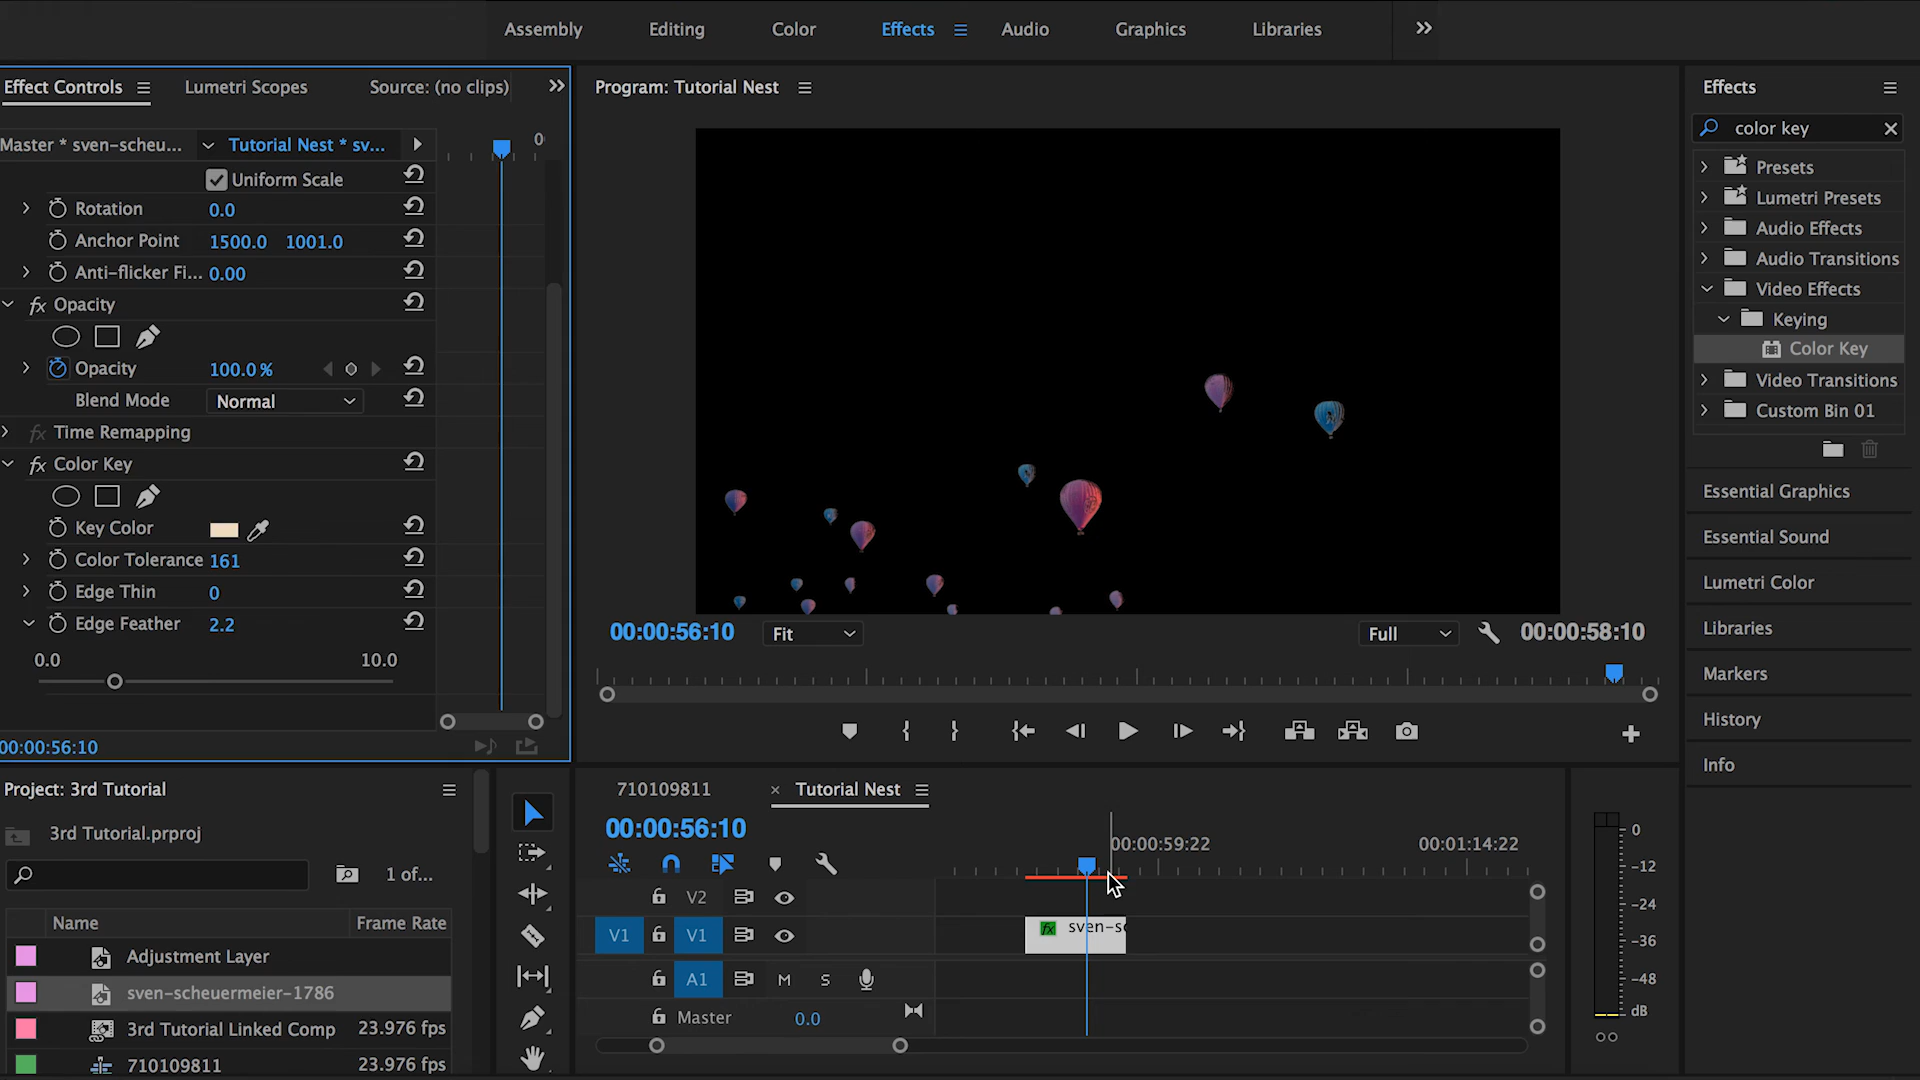 Assembly Editing Color Effects Audio Graphics Libraries
Effect Controls Lumetri Scopes Source: (no clips)
Master * sven-scheu... Tutorial Nest * sv... 0
Uniform Scale
Rotation 0.0
Anchor Point 1500.0 1001.0
Anti-flicker Fi... 0.00
fx Opacity
Opacity 100.0 %
Blend Mode Normal
fx Time Remapping
fx Color Key
Key Color
Color Tolerance 161
Edge Thin 0
Edge Feather 2.2
0.0 10.0
00:00:56:10
Program: Tutorial Nest
00:00:56:10 Fit Full 00:00:58:10
Effects
color key
Presets
Lumetri Presets
Audio Effects
Audio Transitions
Video Effects
Keying
Color Key
Video Transitions
Custom Bin 01
Essential Graphics
Essential Sound
Lumetri Color
Libraries
Markers
History
Info
Project: 3rd Tutorial
3rd Tutorial.prproj
1 of...
Name Frame Rate
Adjustment Layer
sven-scheuermeier-1786
3rd Tutorial Linked Comp 23.976 fps
710109811 23.976 fps
710109811 × Tutorial Nest
00:00:56:10
00:00:59:22 00:01:14:22
V2
V1 V1 fx sven-sc
A1 M S
Master 0.0
0
-12
-24
-36
-48
dB